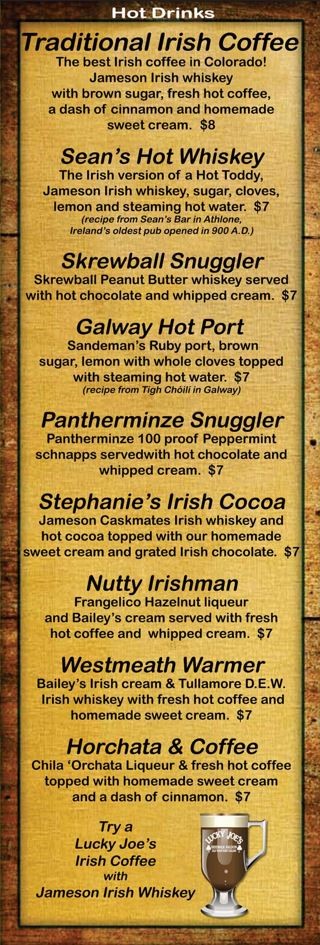 Hot Drinks
Traditional Irish Coffee
The best Irish coffee in Colorado!
Jameson Irish whiskey
with brown sugar, fresh hot coffee,
a dash of cinnamon and homemade
sweet cream. $8
Sean's Hot Whiskey
The Irish version of a Hot Toddy,
Jameson Irish whiskey, sugar, cloves,
lemon and steaming hot water. $7
(recipe from Sean's Bar in Athlone,
Ireland's oldest pub opened in 900 A.D.)
Skrewball Snuggler
Skrewball Peanut Butter whiskey served
with hot chocolate and whipped cream. $7
Galway Hot Port
Sandeman's Ruby port, brown
sugar, lemon with whole cloves topped
with steaming hot water. $7
(recipe from Tigh Chóilí in Galway)
Pantherminze Snuggler
Pantherminze 100 proof Peppermint
schnapps servedwith hot chocolate and
whipped cream. $7
Stephanie's Irish Cocoa
Jameson Caskmates Irish whiskey and
hot cocoa topped with our homemade
sweet cream and grated Irish chocolate. $7
Nutty Irishman
Frangelico Hazelnut liqueur
and Bailey's cream served with fresh
hot coffee and whipped cream. $7
Westmeath Warmer
Bailey's Irish cream & Tullamore D.E.W.
Irish whiskey with fresh hot coffee and
homemade sweet cream. $7
Horchata & Coffee
Chila 'Orchata Liqueur & fresh hot coffee
topped with homemade sweet cream
and a dash of cinnamon. $7
Try a
Lucky Joe's
Irish Coffee
with
Jameson Irish Whiskey
LUCKY JOE'S